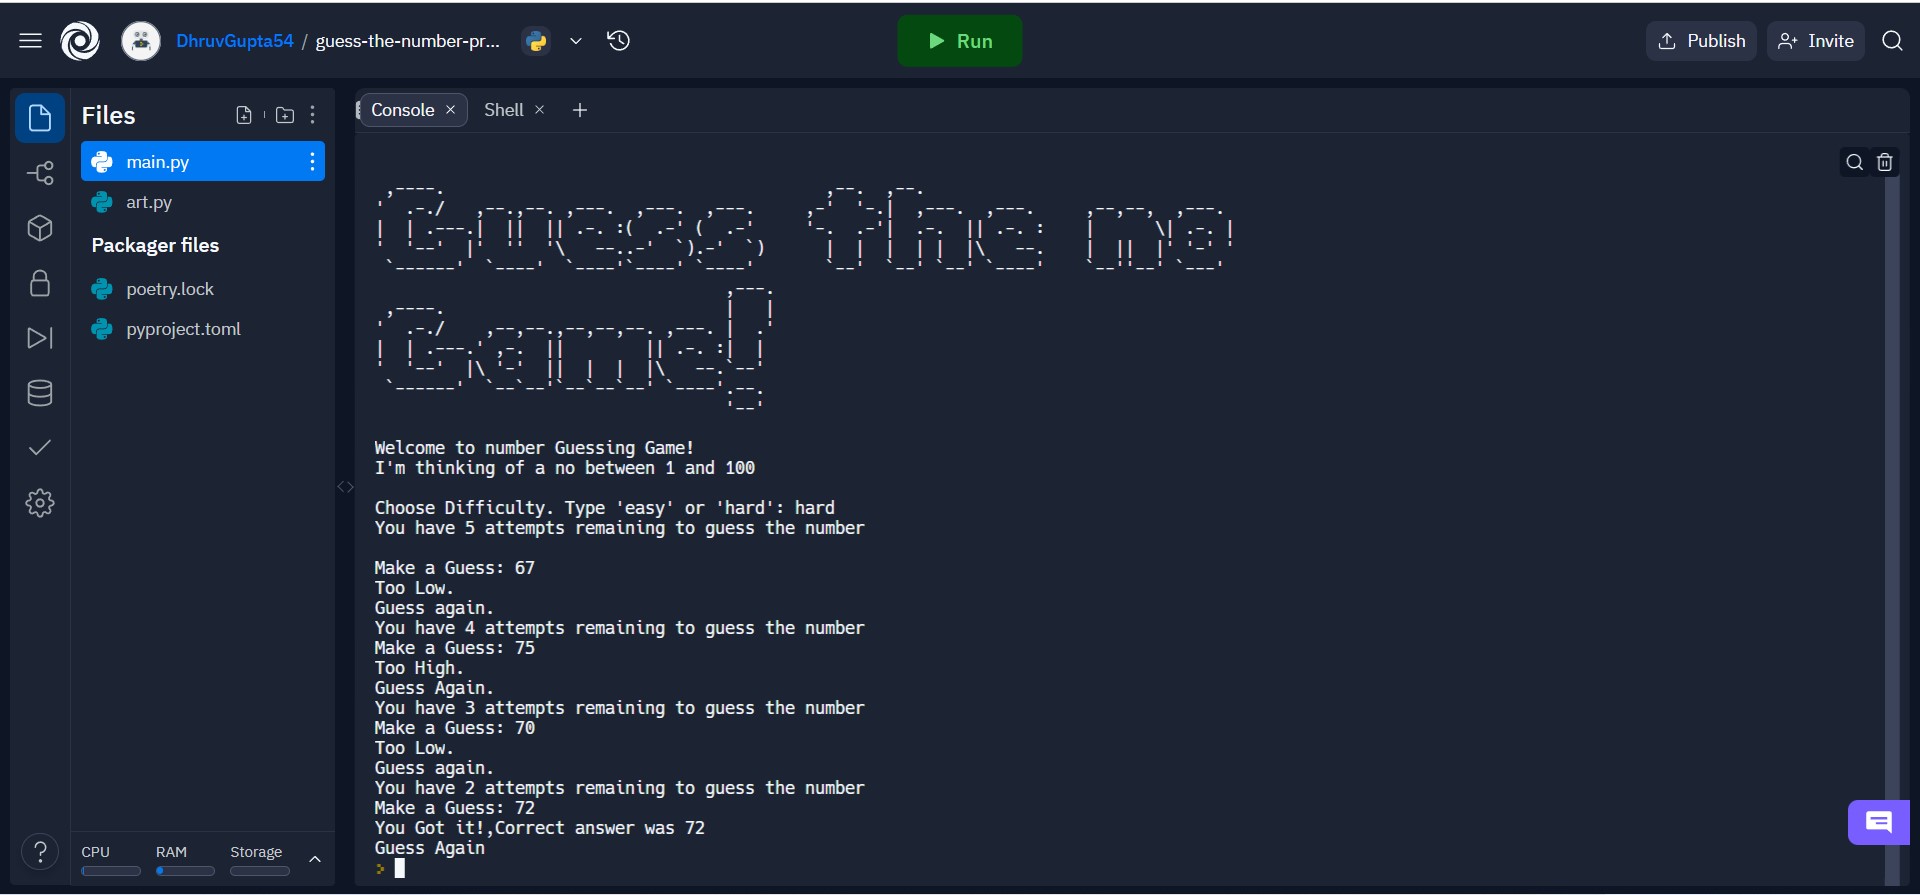 DhruvGupta54 / guess-the-number-pr...
Run
Publish
Invite
Files
main.py
art.py
Packager files
poetry.lock
pyproject.toml
CPU
RAM
Storage
Console
Shell
Guess the no
Game!
Welcome to number Guessing Game!
I'm thinking of a no between 1 and 100
Choose Difficulty. Type 'easy' or 'hard': hard
You have 5 attempts remaining to guess the number
Make a Guess: 67
Too Low.
Guess again.
You have 4 attempts remaining to guess the number
Make a Guess: 75
Too High.
Guess Again.
You have 3 attempts remaining to guess the number
Make a Guess: 70
Too Low.
Guess again.
You have 2 attempts remaining to guess the number
Make a Guess: 72
You Got it!,Correct answer was 72
Guess Again
>